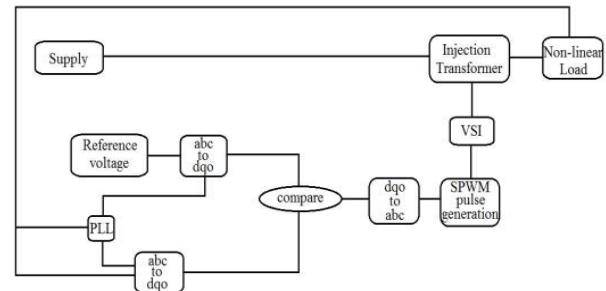 Supply
Injection
Transformer
Non-linear
Load
VSI
Reference
voltage
abc
to
dqo
compare
dqo
to
abc
SPWM
pulse
generation
PLL
abc
to
dqo